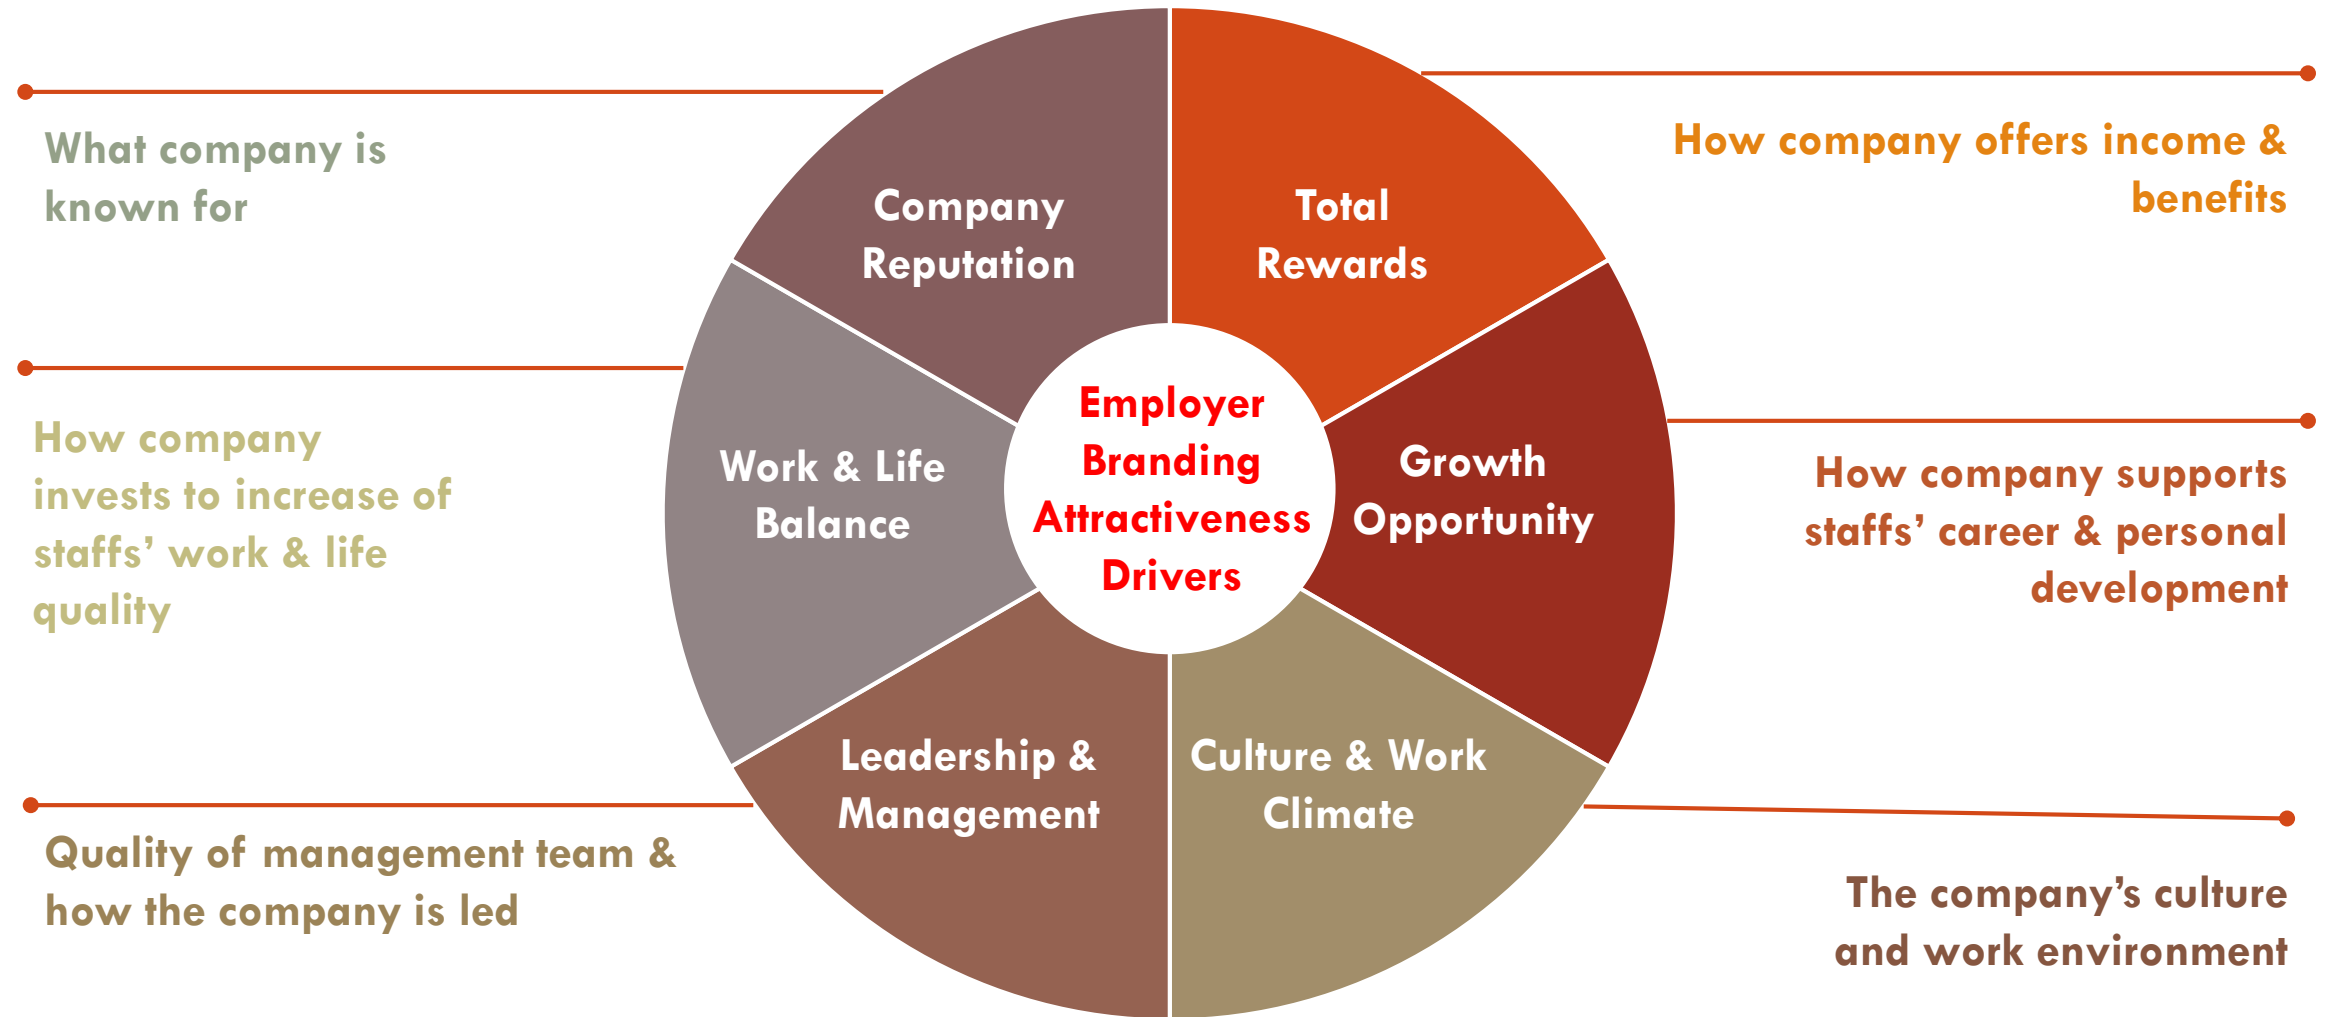 What company is
known for
How company offers income &
benefits
Company
Reputation
Total
Rewards
Employer
Branding
Attractiveness
Drivers
How company
invests to increase of
staffs’ work & life
quality
Work & Life
Balance
Growth
Opportunity
How company supports
staffs’ career & personal
development
Leadership &
Management
Culture & Work
Climate
Quality of management team &
how the company is led
The company’s culture
and work environment